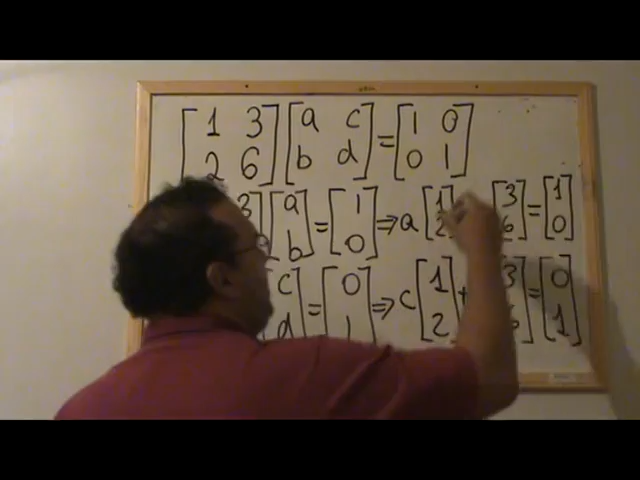 [1 3 2 6] [a c b d] = [1 0 0 1]
3] [a b] = [1 0] ⇒ a [1 2] [3 6] = [1 0]
[c d] = [0 1] ⇒ c [1 2] + 3 = [0 1]